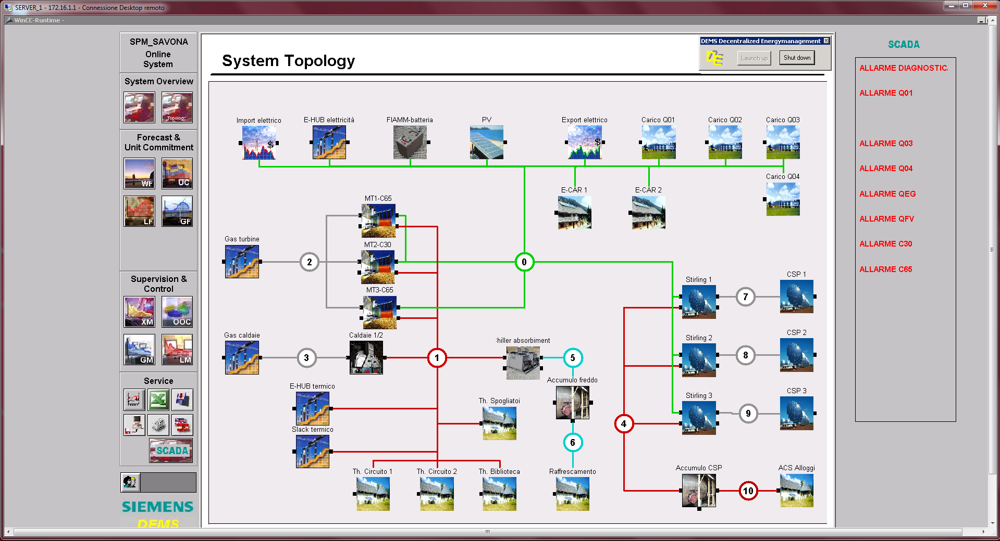 SERVER_1 - 172.16.1.1 - Connessione Desktop remoto
WinCC-Runtime -
SPM_SAVONA
Online
System
System Overview
Topology
Forecast &
Unit Commitment
WF
UC
LF
GF
Supervision &
Control
XM
OOC
GM
LM
Service
SCADA
SIEMENS
DEMS
System Topology
DEMS Decentralized Energymanagement
DE
Launch up
Shut down
Import elettrico
E-HUB elettricità
FIAMM-batteria
PV
Export elettrico
Carico Q01
Carico Q02
Carico Q03
$
$
Carico Q04
E-CAR 1
E-CAR 2
MT1-C65
Gas turbine
MT2-C30
2
0
MT3-C65
Stirling 1
CSP 1
7
Gas caldaie
Caldaie 1/2
hiller absorbiment
Stirling 2
CSP 2
3
1
5
8
Accumulo freddo
E-HUB termico
Th. Spogliatoi
Stirling 3
CSP 3
9
4
Slack termico
6
Th. Circuito 1
Th. Circuito 2
Th. Biblioteca
Raffrescamento
Accumulo CSP
ACS Alloggi
10
SCADA
ALLARME DIAGNOSTIC
ALLARME Q01
ALLARME Q03
ALLARME Q04
ALLARME QEG
ALLARME QFV
ALLARME C30
ALLARME C65